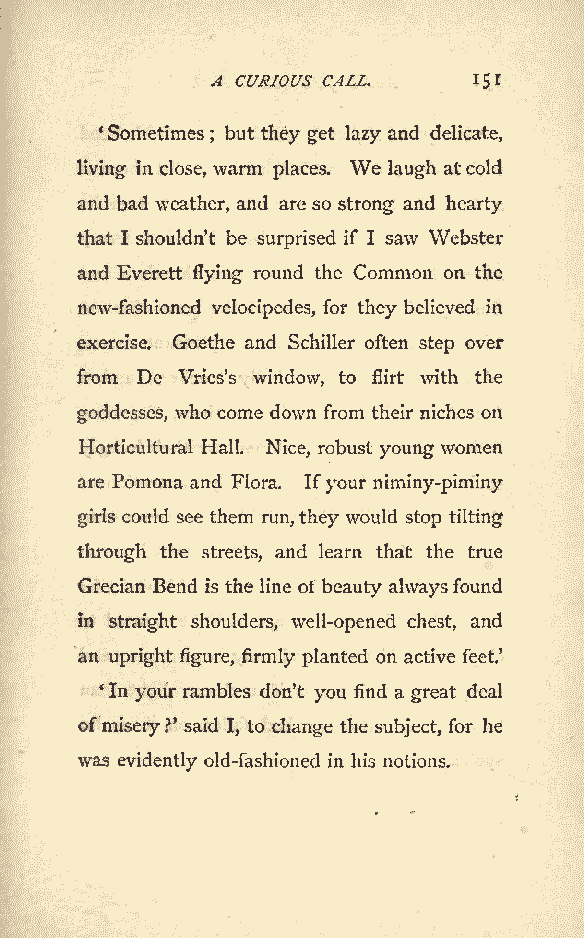 A CURIOUS CALL. 151
‘Sometimes; but they get lazy and delicate,
living in close, warm places. We laugh at cold
and bad weather, and are so strong and hearty
that I shouldn’t be surprised if I saw Webster
and Everett flying round the Common on the
new-fashioned velocipedes, for they believed in
exercise. Goethe and Schiller often step over
from De Vries’s window, to flirt with the
goddesses, who come down from their niches on
Horticultural Hall. Nice, robust young women
are Pomona and Flora. If your niminy-piminy
girls could see them run, they would stop tilting
through the streets, and learn that the true
Grecian Bend is the line of beauty always found
in straight shoulders, well-opened chest, and
an upright figure, firmly planted on active feet.’
‘In your rambles don’t you find a great deal
of misery?’ said I, to change the subject, for he
was evidently old-fashioned in his notions.